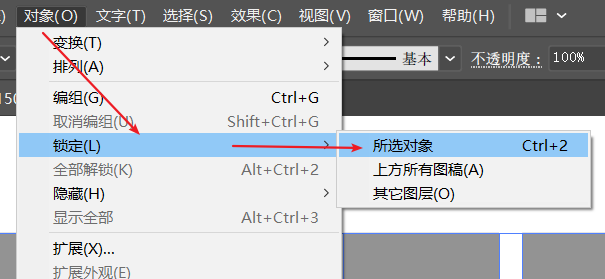 对象(O) 文字(T) 选择(S) 效果(C) 视图(V) 窗口(W) 帮助(H)
变换(T)
排列(A)
基本 不透明度: 100%
编组(G) Ctrl+G
取消编组(U) Shift+Ctrl+G
锁定(L)
所选对象 Ctrl+2
全部解锁(K) Alt+Ctrl+2
上方所有图稿(A)
隐藏(H)
其它图层(O)
显示全部 Alt+Ctrl+3
扩展(X)...
扩展外观(E)